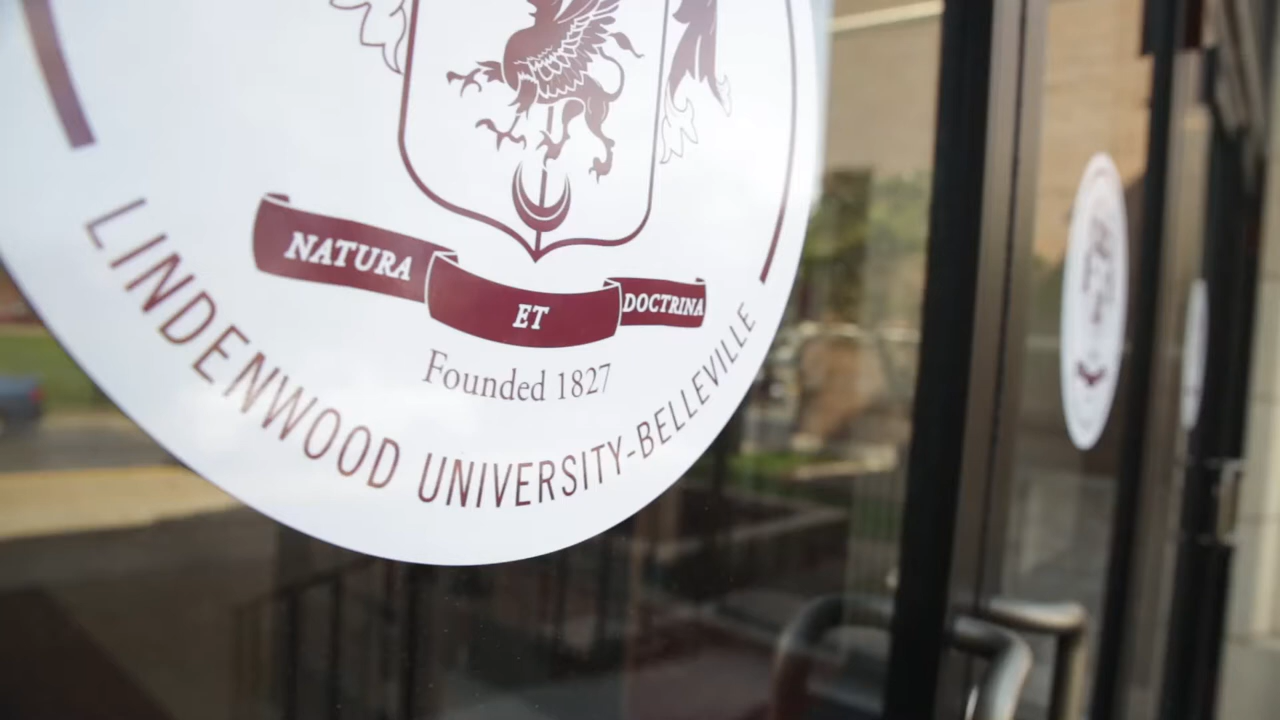 NATURA ET DOCTRINA
Founded 1827
LINDENWOOD UNIVERSITY-BELLEVILLE